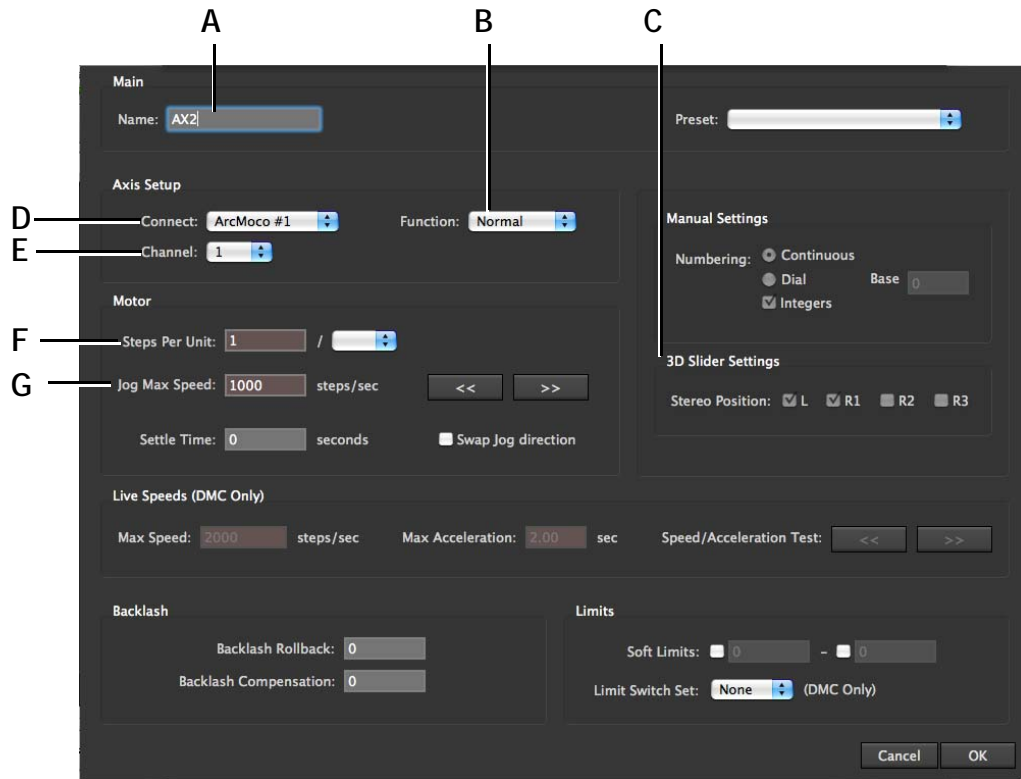 A B C
Main
Name: AX2 Preset:
Axis Setup
D Connect: ArcMoco #1 Function: Normal
E Channel: 1
Manual Settings
Numbering: Continuous
Dial Base 0
Integers
Motor
F Steps Per Unit: 1 /
G Jog Max Speed: 1000 steps/sec << >>
Settle Time: 0 seconds Swap Jog direction
3D Slider Settings
Stereo Position: L R1 R2 R3
Live Speeds (DMC Only)
Max Speed: 2000 steps/sec Max Acceleration: 2.00 sec Speed/Acceleration Test: << >>
Backlash
Backlash Rollback: 0
Backlash Compensation: 0
Limits
Soft Limits: 0 - 0
Limit Switch Set: None (DMC Only)
Cancel OK